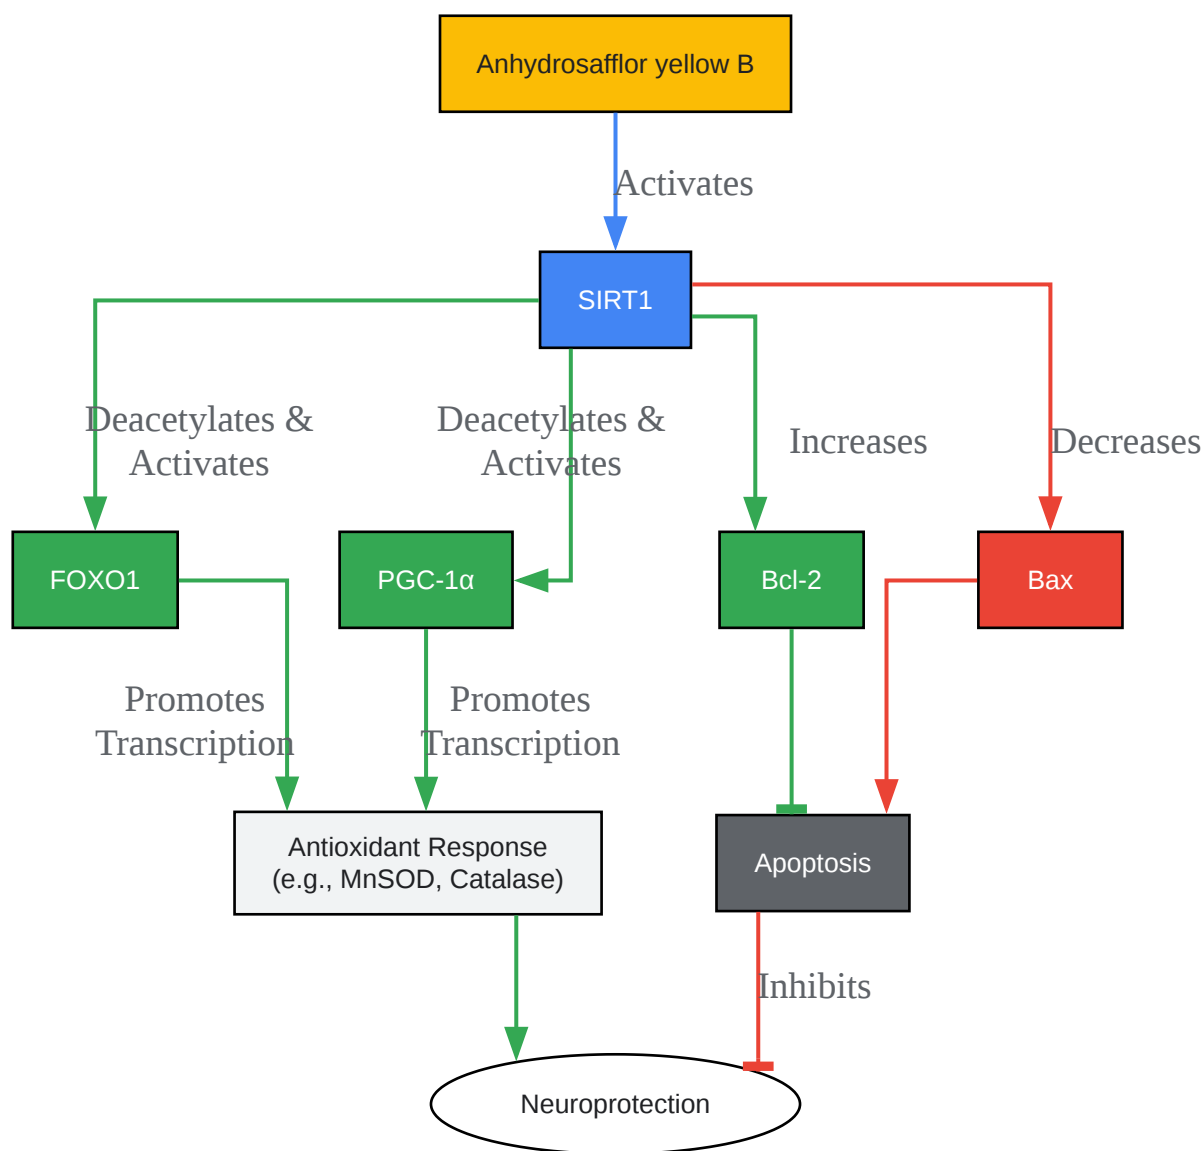 Anhydrosafflor yellow B
Activates
SIRT1
Deacetylates &
Activates
Deacetylates &
Activates
Increases
Decreases
FOXO1
PGC-1α
Bcl-2
Bax
Promotes
Transcription
Promotes
Transcription
Antioxidant Response
(e.g., MnSOD, Catalase)
Apoptosis
Inhibits
Neuroprotection